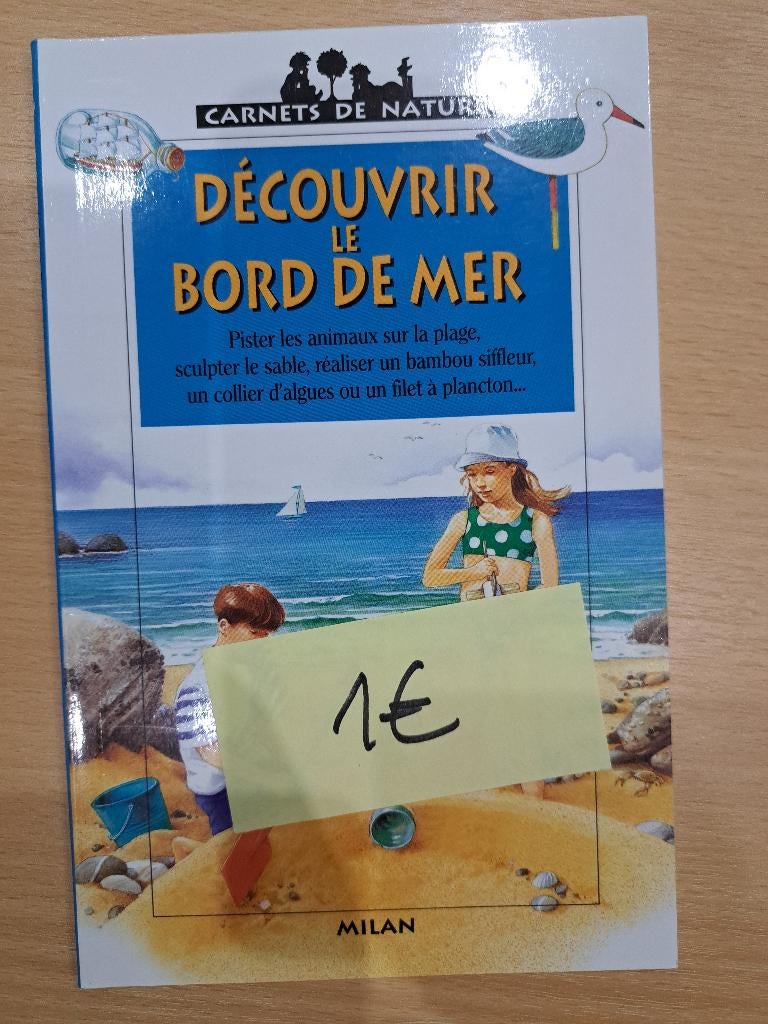 CARNETS DE NATURE
DÉCOUVRIR
LE
BORD DE MER
Pister les animaux sur la plage,
sculpter le sable, réaliser un bambou siffleur,
un collier d'algues ou un filet à plancton...
1€
MILAN